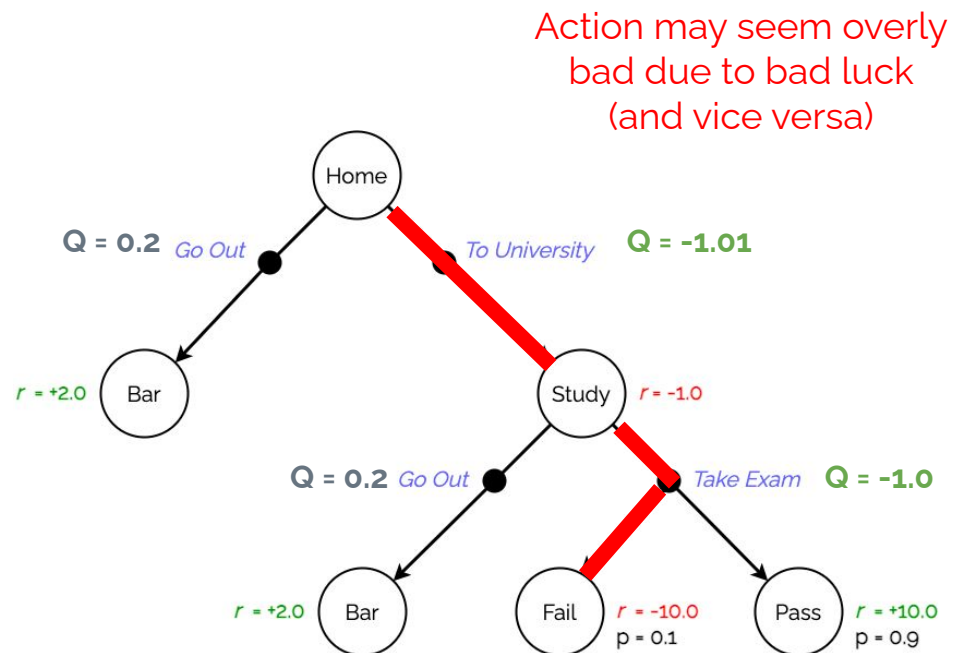 Action may seem overly
bad due to bad luck
(and vice versa)
Home
Q = 0.2 Go Out To University Q = -1.01
r = +2.0 Bar Study r = -1.0
Q = 0.2 Go Out Take Exam Q = -1.0
r = +2.0 Bar Fail r = -10.0 Pass r = +10.0
p = 0.1 p = 0.9